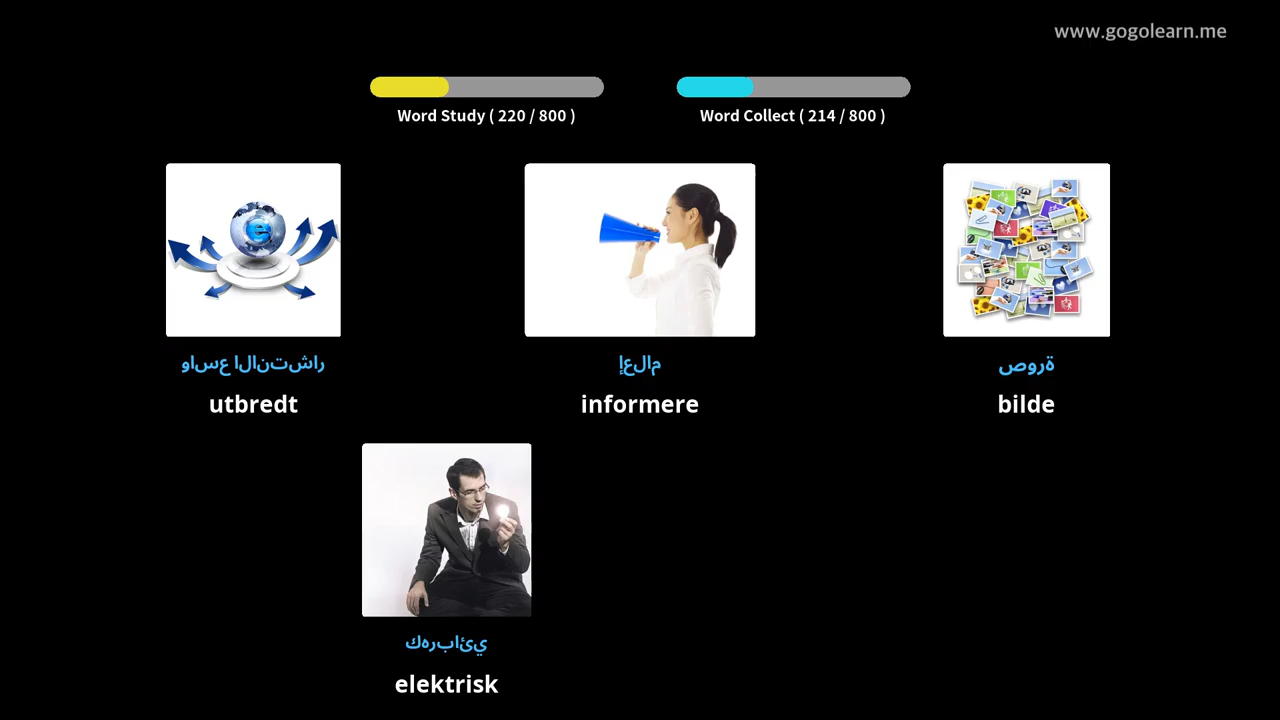 www.gogolearn.me
Word Study ( 220 / 800 )
Word Collect ( 214 / 800 )
واسع الانتشار
utbredt
إعلام
informere
صورة
bilde
كهربائي
elektrisk